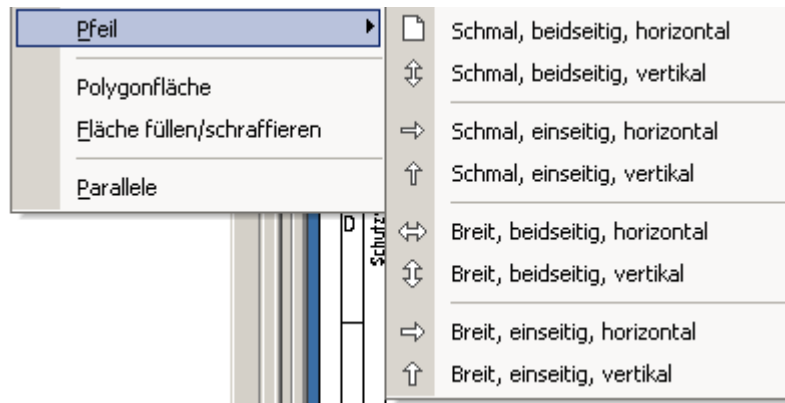 Pfeil
Polygonfläche
Fläche füllen/schraffieren
Parallele
Schmal, beidseitig, horizontal
Schmal, beidseitig, vertikal
Schmal, einseitig, horizontal
Schmal, einseitig, vertikal
Breit, beidseitig, horizontal
Breit, beidseitig, vertikal
Breit, einseitig, horizontal
Breit, einseitig, vertikal
D
Schutz